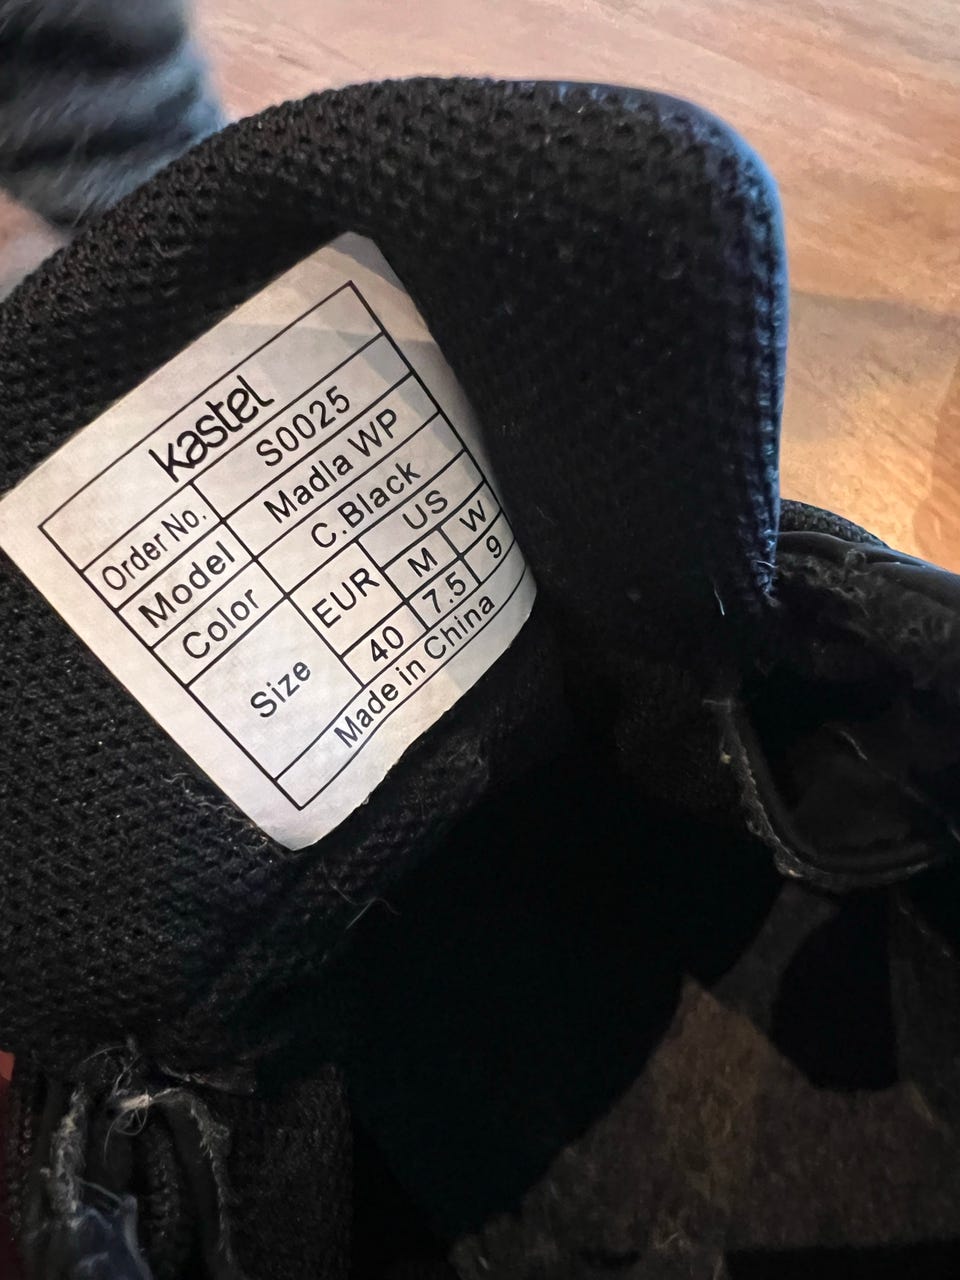 kastel
Order No. S0025
Model Madla WP
Color C.Black
Size EUR US
M W
40 7.5 9
Made in China